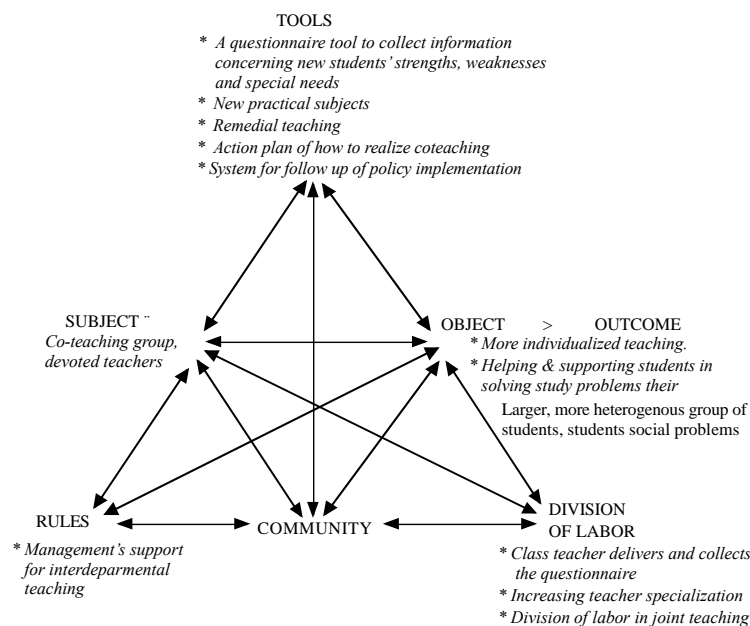 TOOLS
* A questionnaire tool to collect information
concerning new students’ strengths, weaknesses
and special needs
* New practical subjects
* Remedial teaching
* Action plan of how to realize coteaching
* System for follow up of policy implementation
SUBJECT ¨
Co-teaching group,
devoted teachers
OBJECT > OUTCOME
* More individualized teaching.
* Helping & supporting students in
solving study problems their
Larger, more heterogenous group of
students, students social problems
RULES
* Management’s support
for interdeparmental
teaching
COMMUNITY
DIVISION
OF LABOR
* Class teacher delivers and collects
the questionnaire
* Increasing teacher specialization
* Division of labor in joint teaching